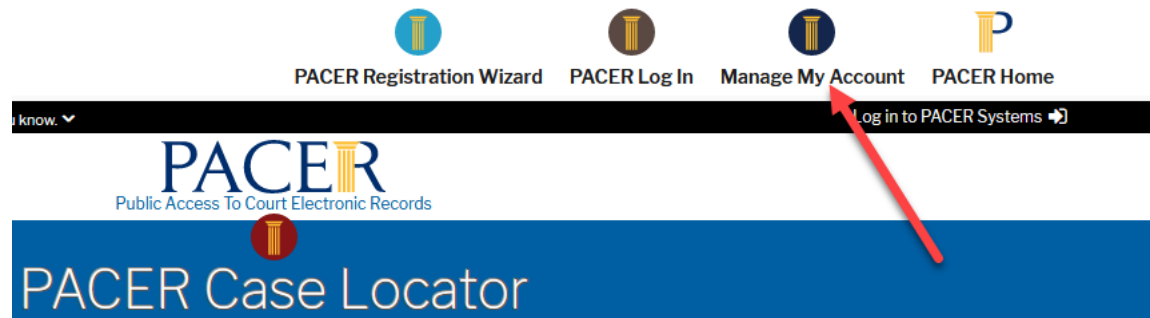 PACER Registration Wizard PACER Log In Manage My Account PACER Home
know. Log in to PACER Systems
PACER
Public Access To Court Electronic Records
PACER Case Locator